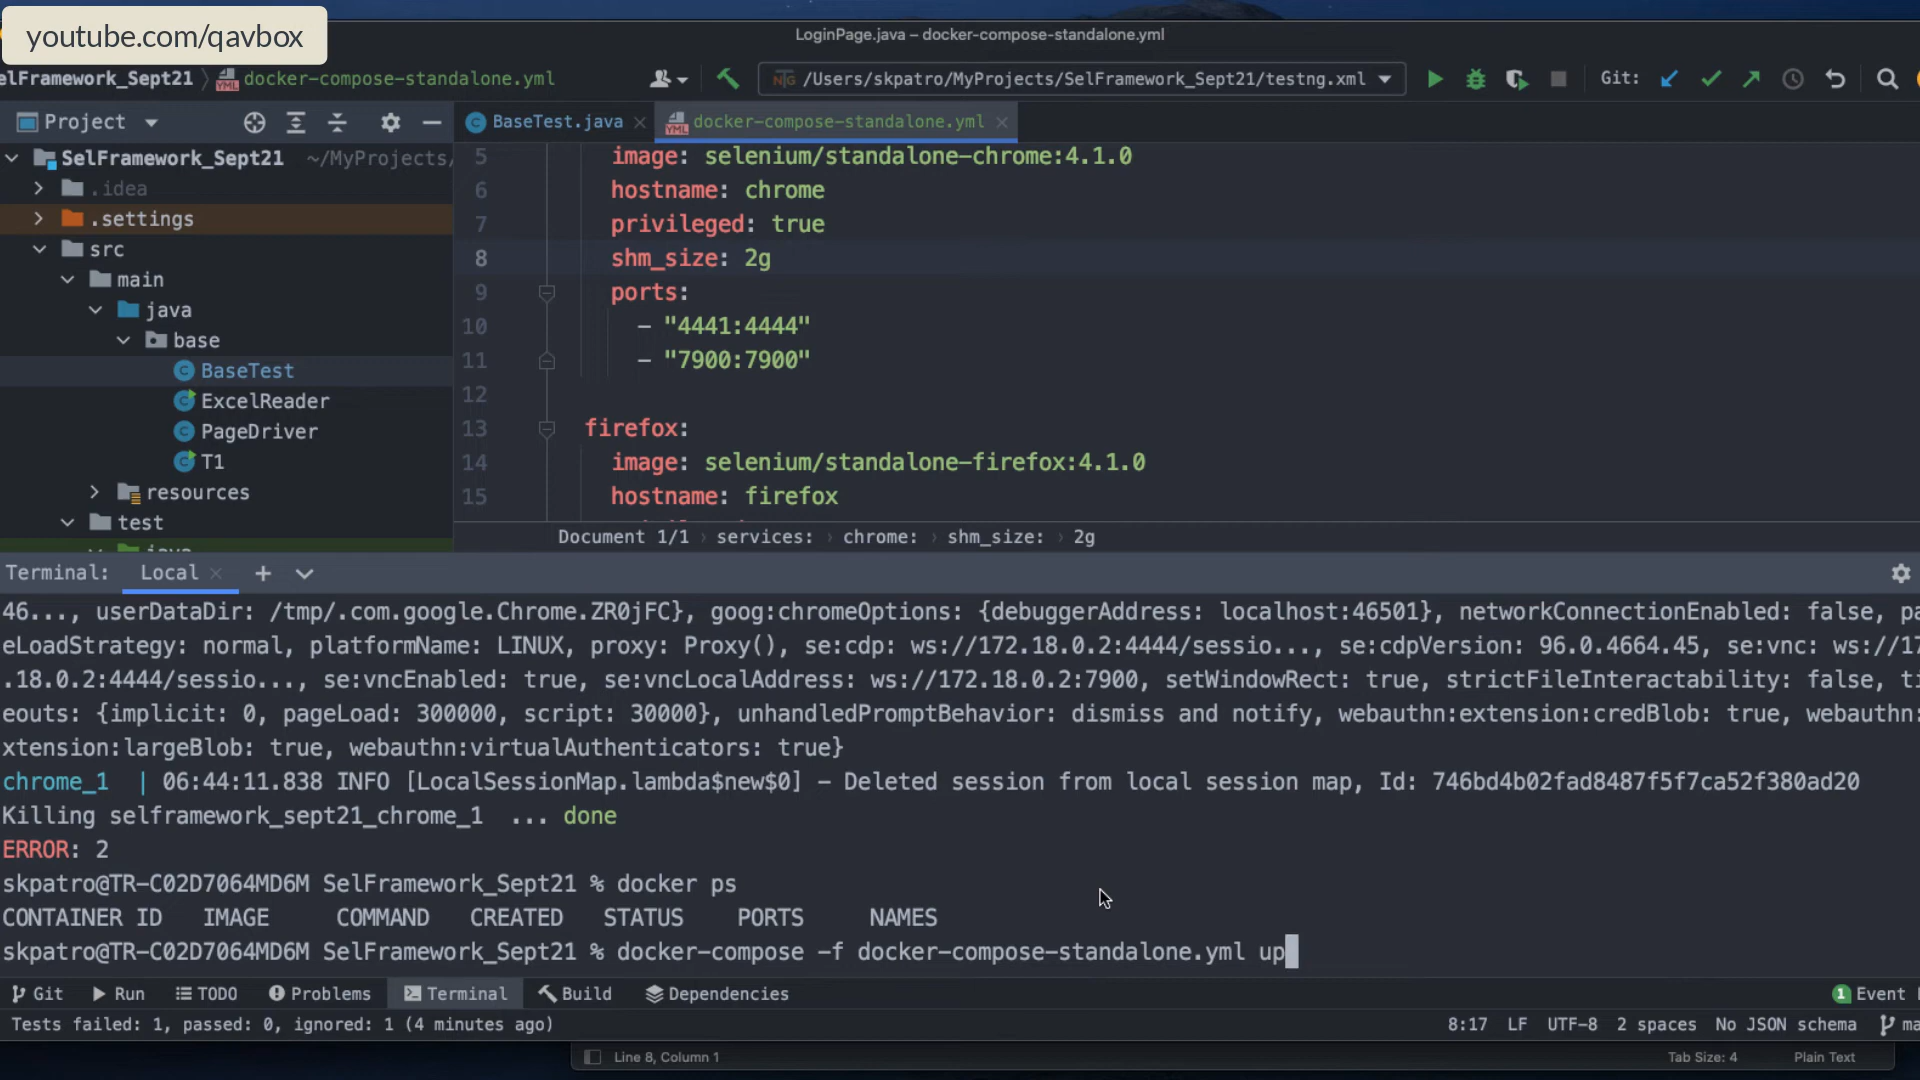 youtube.com/qavbox
LoginPage.java – docker-compose-standalone.yml
elFramework_Sept21 docker-compose-standalone.yml /Users/skpatro/MyProjects/SelFramework_Sept21/testng.xml Git:
Project BaseTest.java docker-compose-standalone.yml
SelFramework_Sept21 ~/MyProjects/
.idea
.settings
src
main
java
base
BaseTest
ExcelReader
PageDriver
T1
resources
test
java
5 image: selenium/standalone-chrome:4.1.0
6 hostname: chrome
7 privileged: true
8 shm_size: 2g
9 ports:
10 - "4441:4444"
11 - "7900:7900"
12
13 firefox:
14 image: selenium/standalone-firefox:4.1.0
15 hostname: firefox
Document 1/1 services: chrome: shm_size: 2g
Terminal: Local
46..., userDataDir: /tmp/.com.google.Chrome.ZR0jFC}, goog:chromeOptions: {debuggerAddress: localhost:46501}, networkConnectionEnabled: false, pa
eLoadStrategy: normal, platformName: LINUX, proxy: Proxy(), se:cdp: ws://172.18.0.2:4444/sessio..., se:cdpVersion: 96.0.4664.45, se:vnc: ws://17
.18.0.2:4444/sessio..., se:vncEnabled: true, se:vncLocalAddress: ws://172.18.0.2:7900, setWindowRect: true, strictFileInteractability: false, ti
eouts: {implicit: 0, pageLoad: 300000, script: 30000}, unhandledPromptBehavior: dismiss and notify, webauthn:extension:credBlob: true, webauthn:
xtension:largeBlob: true, webauthn:virtualAuthenticators: true}
chrome_1 | 06:44:11.838 INFO [LocalSessionMap.lambda$new$0] - Deleted session from local session map, Id: 746bd4b02fad8487f5f7ca52f380ad20
Killing selframework_sept21_chrome_1 ... done
ERROR: 2
skpatro@TR-C02D7064MD6M SelFramework_Sept21 % docker ps
CONTAINER ID IMAGE COMMAND CREATED STATUS PORTS NAMES
skpatro@TR-C02D7064MD6M SelFramework_Sept21 % docker-compose -f docker-compose-standalone.yml up
Git Run TODO Problems Terminal Build Dependencies 1 Event
Tests failed: 1, passed: 0, ignored: 1 (4 minutes ago) 8:17 LF UTF-8 2 spaces No JSON schema ma
Line 8, Column 1 Tab Size: 4 Plain Text